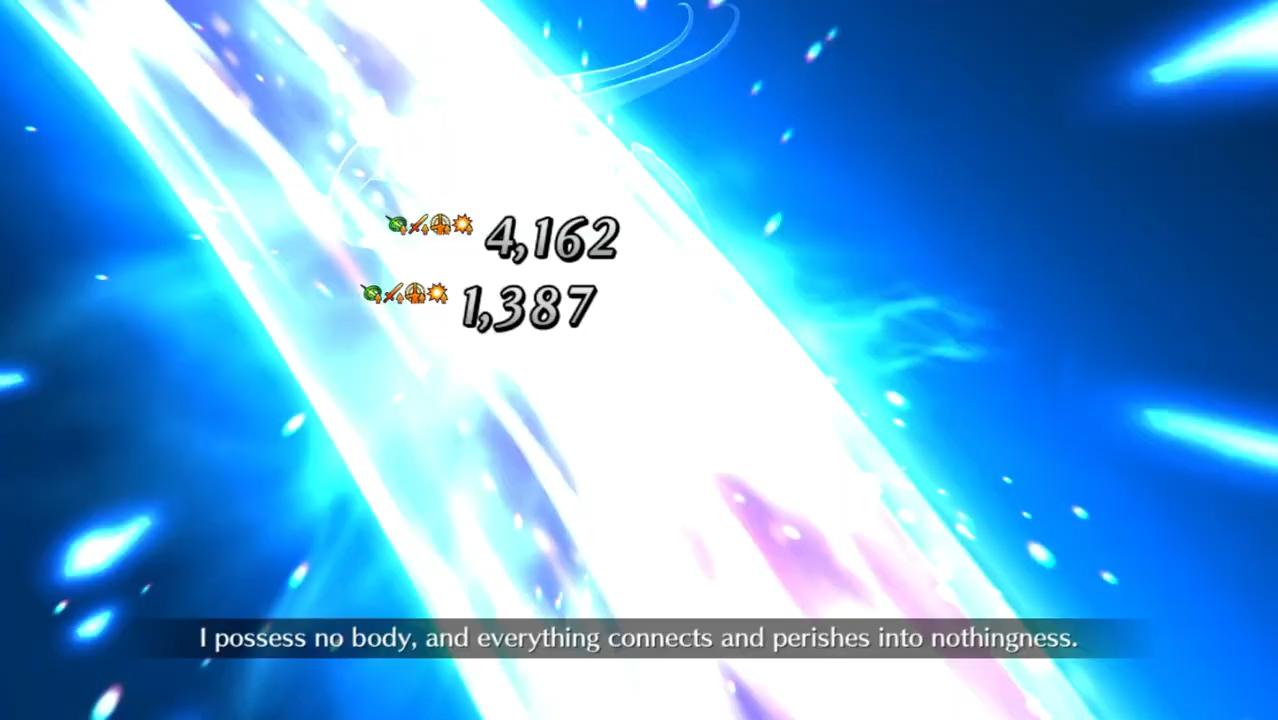 4,162
1,387
I possess no body, and everything connects and perishes into nothingness.